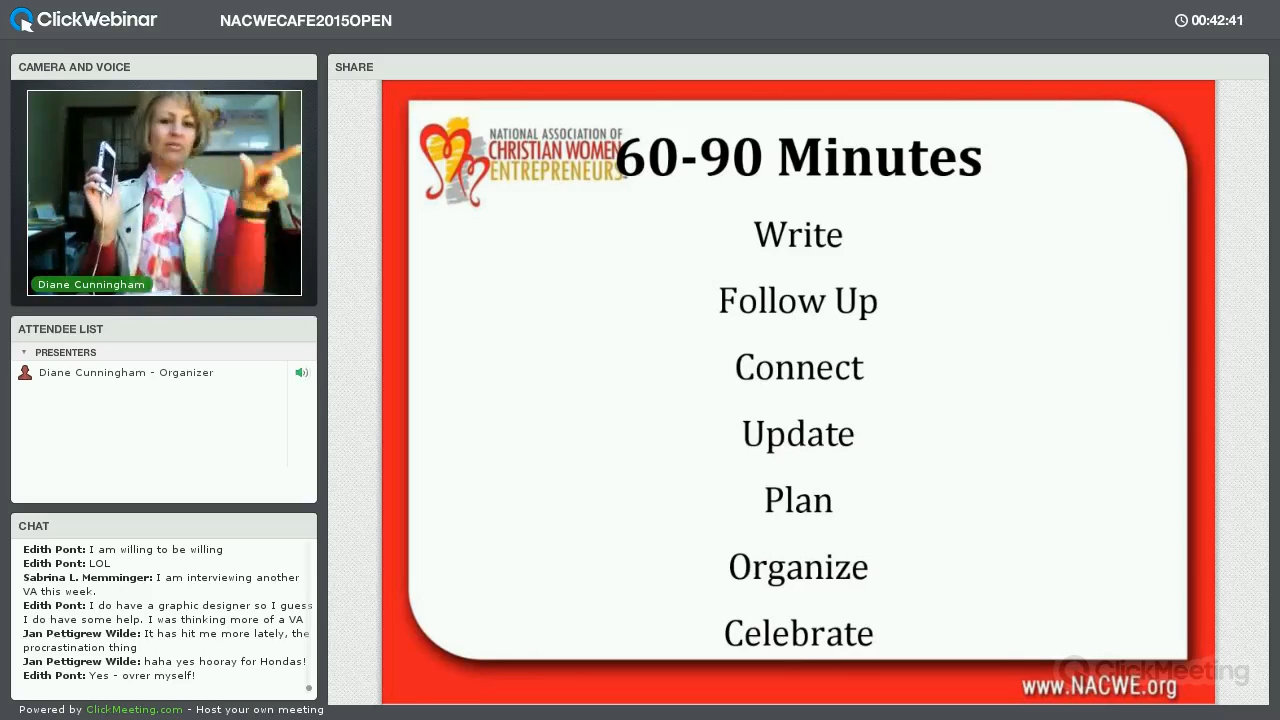 ClickWebinar
NACWECAFE2015OPEN
00:42:41
CAMERA AND VOICE
Diane Cunningham
ATTENDEE LIST
PRESENTERS
Diane Cunningham - Organizer
CHAT
Edith Pont: I am willing to be willing
Edith Pont: LOL
Sabrina L. Memminger: I am interviewing another
VA this week.
Edith Pont: I do have a graphic designer so I guess
I do have some help. I was thinking more of a VA
Jan Pettigrew Wilde: It has hit me more lately, the
procrastination thing
Jan Pettigrew Wilde: haha yes hooray for Hondas!
Edith Pont: Yes - over myself!
Powered by ClickMeeting.com - Host your own meeting
SHARE
NATIONAL ASSOCIATION OF
CHRISTIAN WOMEN
ENTREPRENEURS
60-90 Minutes
Write
Follow Up
Connect
Update
Plan
Organize
Celebrate
ClickMeeting
www.NACWE.org